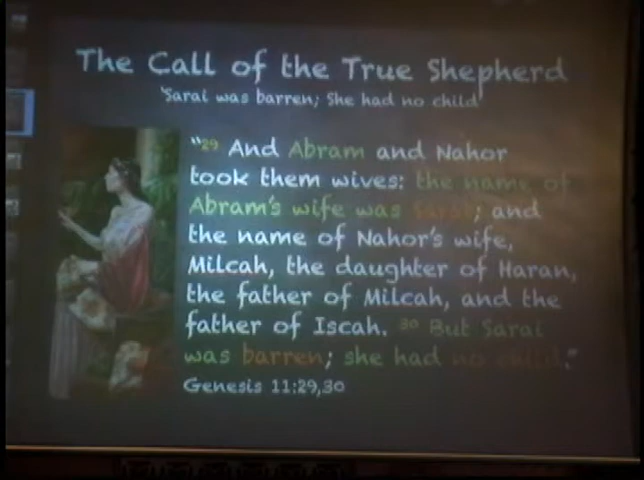 The Call of the True Shepherd
'Sarai was barren; She had no child'
"29 And Abram and Nahor
took them wives: the name of
Abram's wife was Sarai; and
the name of Nahor's wife,
Milcah, the daughter of Haran,
the father of Milcah, and the
father of Iscah. 30 But Sarai
was barren; she had no child."
Genesis 11:29,30